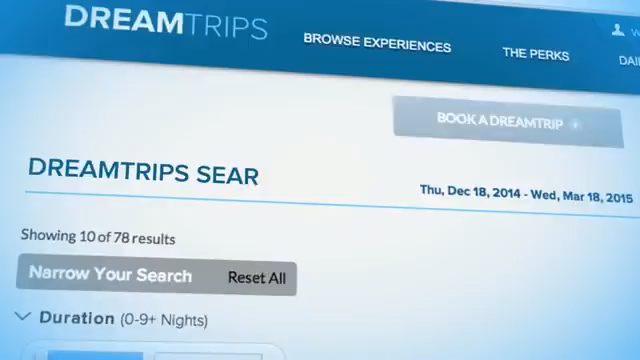 DREAMTRIPS
BROWSE EXPERIENCES
THE PERKS
DAI
BOOK A DREAMTRIP
DREAMTRIPS SEAR
Thu, Dec 18, 2014 - Wed, Mar 18, 2015
Showing 10 of 78 results
Narrow Your Search
Reset All
Duration (0-9+ Nights)